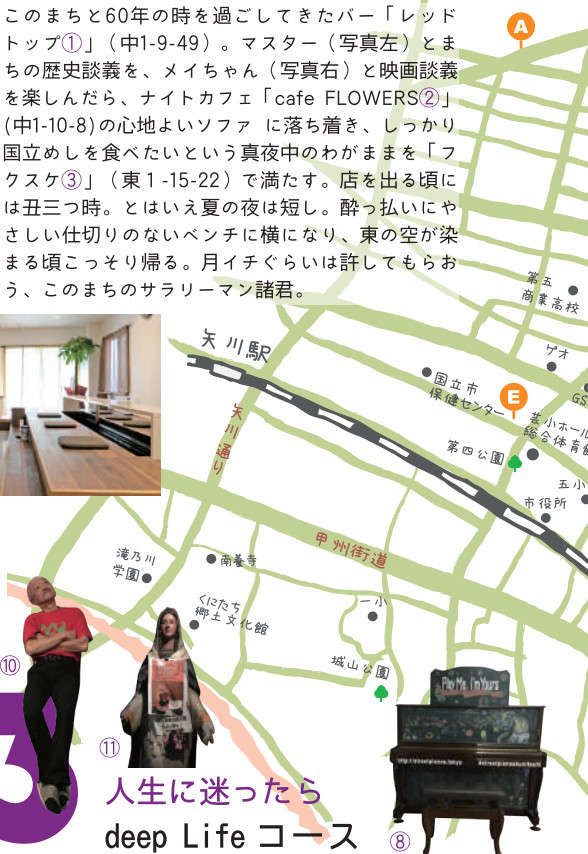 このまちと60年の時を過ごしてきたバー「レッド
トップ①」（中1-9-49）。マスター（写真左）とま
ちの歴史談義を、メイちゃん（写真右）と映画談義
を楽しんだら、ナイトカフェ「cafe FLOWERS②」
(中1-10-8)の心地よいソファ に落ち着き、しっかり
国立めしを食べたいという真夜中のわがままを「フ
クスケ③」（東１-15-22）で満たす。店を出る頃に
は丑三つ時。とはいえ夏の夜は短し。酔っ払いにや
さしい仕切りのないベンチに横になり、東の空が染
まる頃こっそり帰る。月イチぐらいは許してもらお
う、このまちのサラリーマン諸君。
A
第五
商業高校
矢川駅
ゲオ
国立市
保健センター
E
GS
芸小ホール
総合体育館
矢川通り
第四公園
五小
市役所
甲州街道
滝乃川
学園
南養寺
くにたち
郷土文化館
一小
城山公園
⑩
⑪
3
人生に迷ったら
deep Life コース
⑧
Play Me, I'm Yours